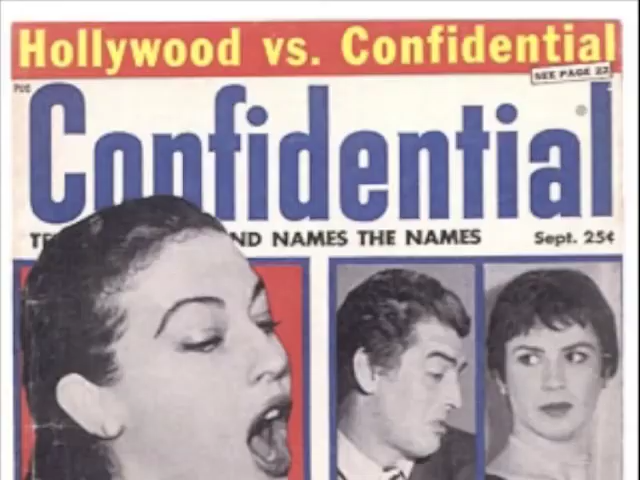 Hollywood vs. Confidential
SEE PAGE 22
Confidential
ND NAMES THE NAMES
Sept. 25¢